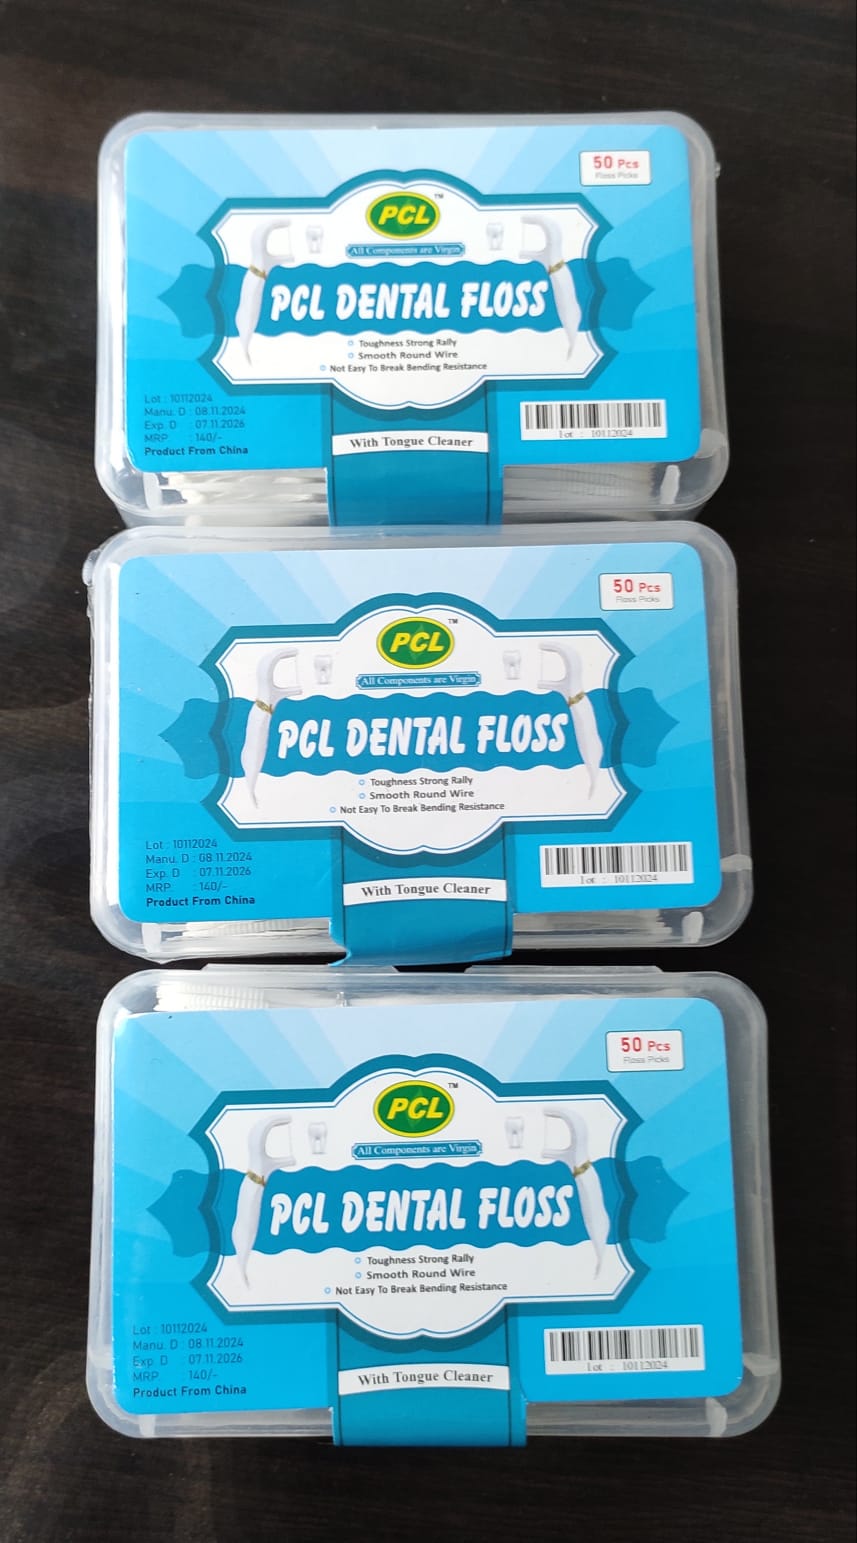 50 Pcs
Floss Picks
PCL™
All Components are Virgin
PCL DENTAL FLOSS
Toughness Strong Rally
Smooth Round Wire
Not Easy To Break Bending Resistance
Lot : 10112024
Manu. D : 08.11.2024
Exp. D : 07.11.2026
MRP : 140/-
Product From China
Lot : 10112024
With Tongue Cleaner
50 Pcs
Floss Picks
PCL™
All Components are Virgin
PCL DENTAL FLOSS
Toughness Strong Rally
Smooth Round Wire
Not Easy To Break Bending Resistance
Lot : 10112024
Manu. D : 08.11.2024
Exp. D : 07.11.2026
MRP. : 140/-
Product From China
Lot : 10112024
With Tongue Cleaner
50 Pcs
Floss Picks
PCL™
All Components are Virgin
PCL DENTAL FLOSS
Toughness Strong Rally
Smooth Round Wire
Not Easy To Break Bending Resistance
Lot : 10112024
Manu. D : 08.11.2024
Exp. D : 07.11.2026
MRP : 140/-
Product From China
Lot : 10112024
With Tongue Cleaner